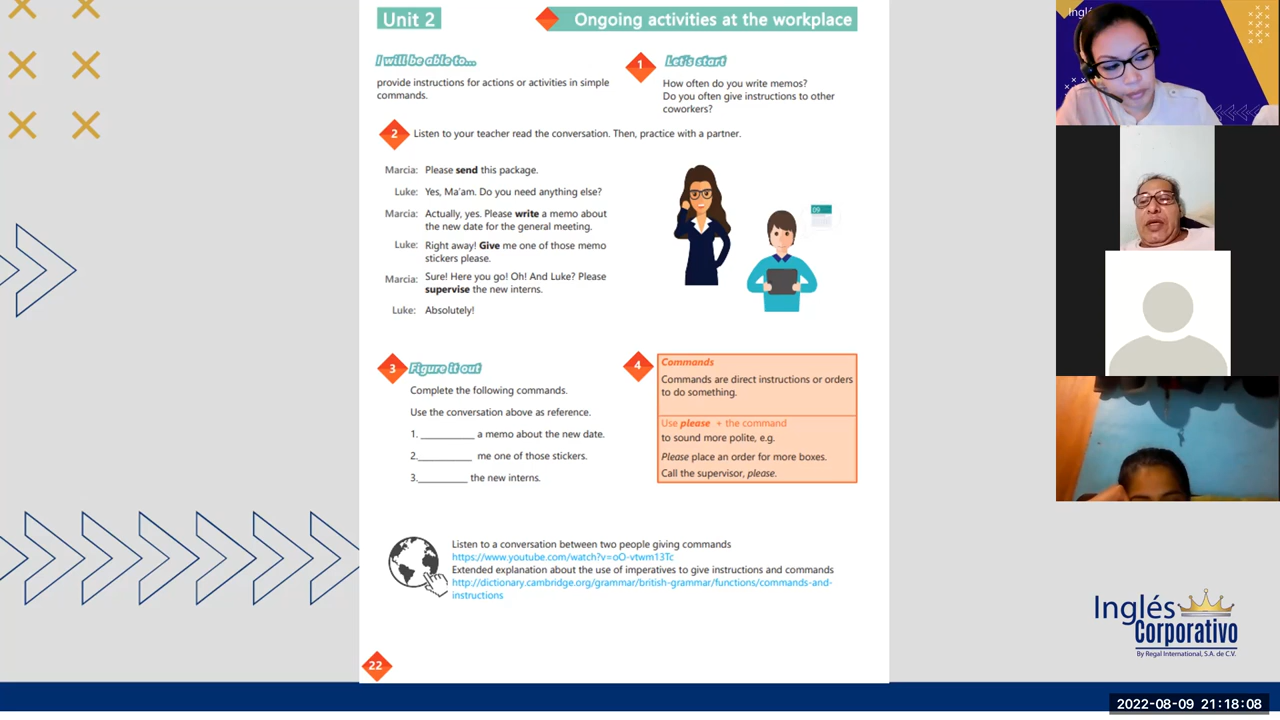 Unit 2
Ongoing activities at the workplace
I will be able to...
provide instructions for actions or activities in simple
commands.
1
Let's start
How often do you write memos?
Do you often give instructions to other
coworkers?
2
Listen to your teacher read the conversation. Then, practice with a partner.
Marcia: Please send this package.
Luke: Yes, Ma'am. Do you need anything else?
Marcia: Actually, yes. Please write a memo about
the new date for the general meeting.
Luke: Right away! Give me one of those memo
stickers please.
Marcia: Sure! Here you go! Oh! And Luke? Please
supervise the new interns.
Luke: Absolutely!
09
3
Figure it out
Complete the following commands.
Use the conversation above as reference.
1. __________ a memo about the new date.
2.__________ me one of those stickers.
3.__________ the new interns.
4
Commands
Commands are direct instructions or orders
to do something.
Use please + the command
to sound more polite, e.g.
Please place an order for more boxes.
Call the supervisor, please.
Listen to a conversation between two people giving commands
https://www.youtube.com/watch?v=oO-vtwm13Tc
Extended explanation about the use of imperatives to give instructions and commands
http://dictionary.cambridge.org/grammar/british-grammar/functions/commands-and-
instructions
22
Inglés
Inglés
Corporativo
By Regal International, S.A. de C.V.
2022-08-09 21:18:08